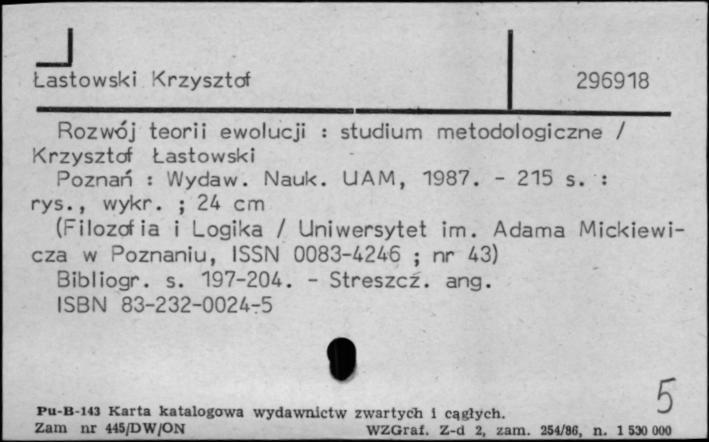 Łastowski Krzysztof 296918
Rozwój teorii ewolucji : studium metodologiczne /
Krzysztof Łastowski
Poznań : Wydaw. Nauk. UAM, 1987. - 215 s. :
rys., wykr. ; 24 cm
(Filozofia i Logika / Uniwersytet im. Adama Mickiewi-
cza w Poznaniu, ISSN 0083-4246 ; nr 43)
Bibliogr. s. 197-204. - Streszcz. ang.
ISBN 83-232-0024-5
5
Pu-B-143 Karta katalogowa wydawnictw zwartych i cągłych.
Zam nr 445/DW/ON WZGraf. Z-d 2, zam. 254/86, n. 1 530 000